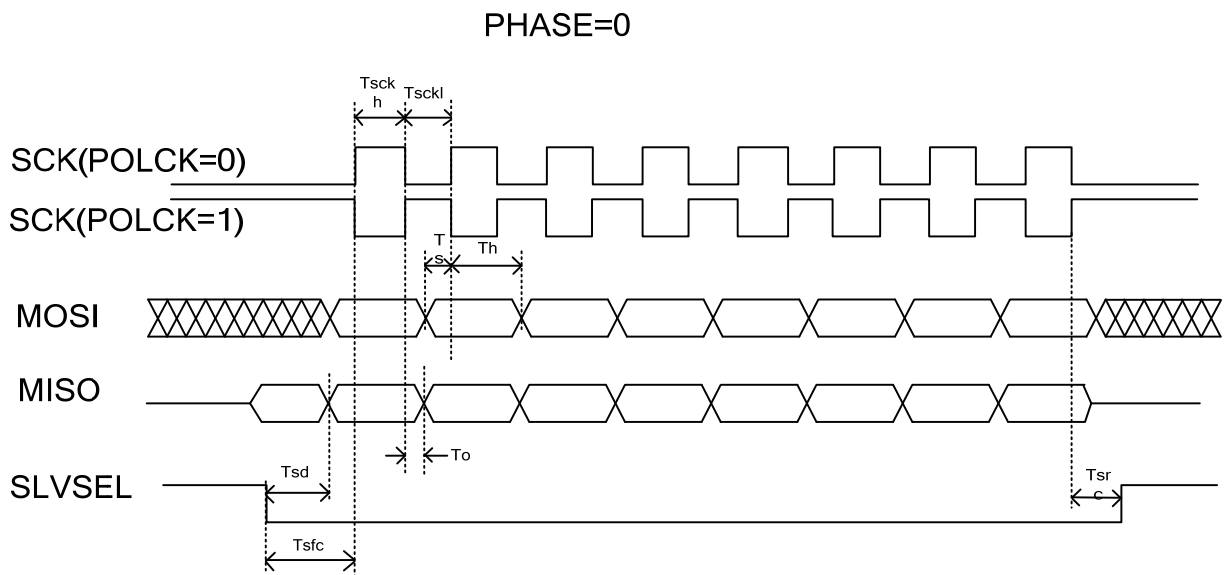 PHASE=0
Tsck
h
Tsckl
SCK(POLCK=0)
SCK(POLCK=1)
T
s
Th
MOSI
MISO
To
Tsd
SLVSEL
Tsr
c
Tsfc